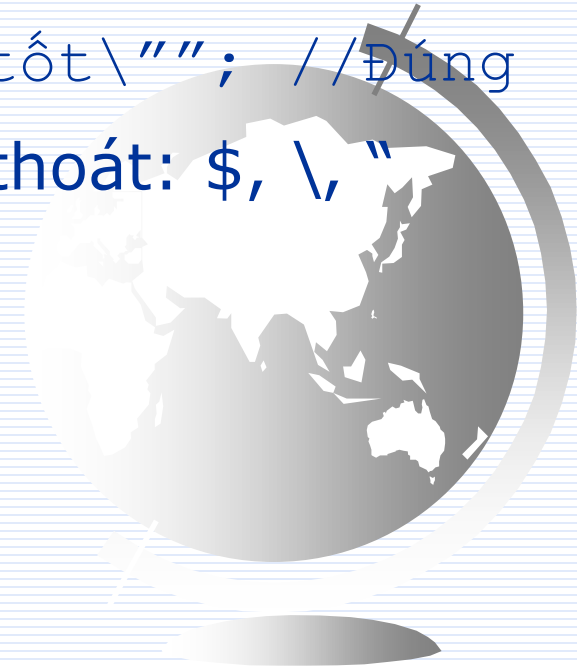 tốt\””; //Đúng
thoát: $, \, “